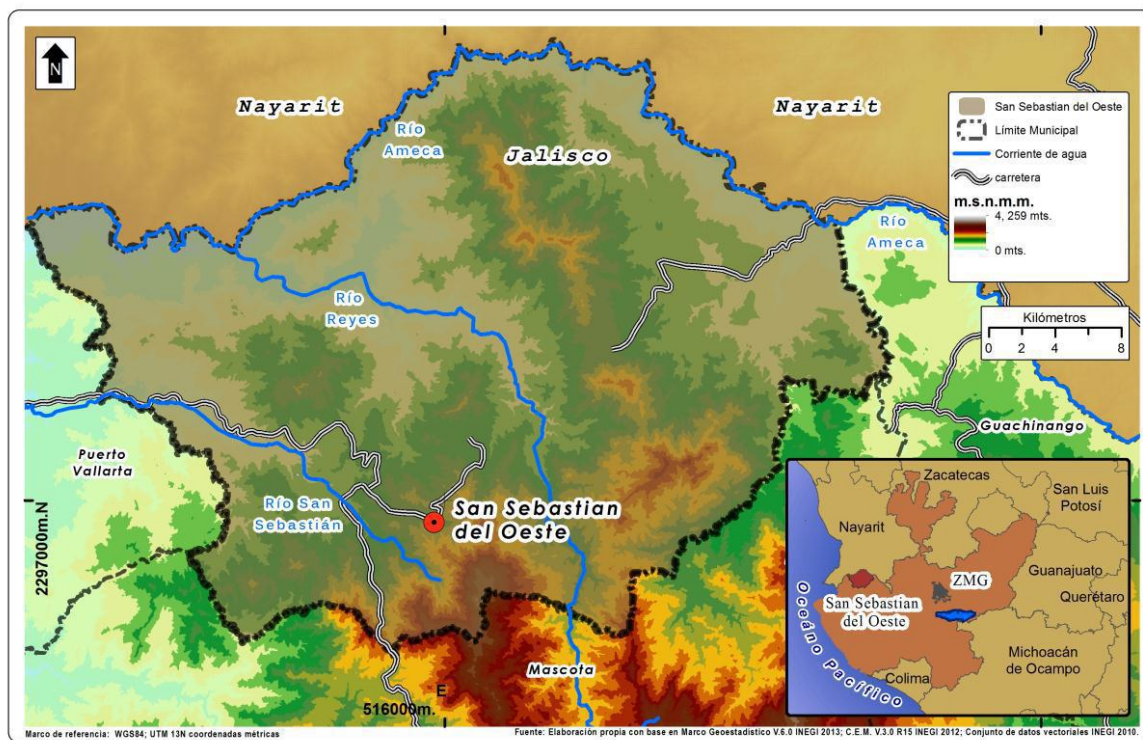 N
Nayarit
Nayarit
Río
Ameca
Jalisco
San Sebastian del Oeste
Límite Municipal
Corriente de agua
carretera
m.s.n.m.m.
4, 259 mts.
0 mts.
Río
Ameca
Río
Reyes
Kilómetros
0 2 4 8
Guachinango
Puerto
Vallarta
Río San
Sebastián
San Sebastian
del Oeste
2297000m.N
Mascota
E
516000m.
Zacatecas
San Luis
Potosí
Nayarit
ZMG
Guanajuato
Querétaro
San Sebastian
del Oeste
Michoacán
de Ocampo
Colima
Oceáno Pacífico
Marco de referencia: WGS84; UTM 13N coordenadas métricas
Fuente: Elaboración propia con base en Marco Geoestadístico V.6.0 INEGI 2013; C.E.M. V.3.0 R15 INEGI 2012; Conjunto de datos vectoriales INEGI 2010.